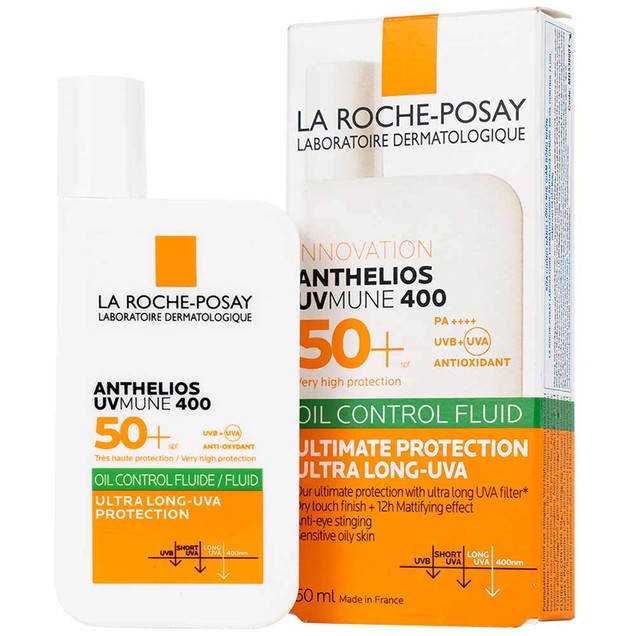 LA ROCHE-POSAY
LABORATOIRE DERMATOLOGIQUE
ANTHELIOS
UVMUNE 400
50+
spf
UVB + UVA
ANTI-OXYDANT
Très haute protection / Very high protection
OIL CONTROL FLUIDE / FLUID
ULTRA LONG-UVA
PROTECTION
UVB
SHORT
UVA
LONG
UVA
400nm
LA ROCHE-POSAY
LABORATOIRE DERMATOLOGIQUE
INNOVATION
ANTHELIOS
UVMUNE 400
50+
spf
PA ++++
UVB + UVA
ANTIOXIDANT
Very high protection
OIL CONTROL FLUID
ULTIMATE PROTECTION
ULTRA LONG-UVA
Our ultimate protection with ultra long UVA filter*
Dry touch finish + 12h Mattifying effect
Anti-eye stinging
Sensitive oily skin
UVB
SHORT
UVA
LONG
UVA
400nm
50 ml Made in France